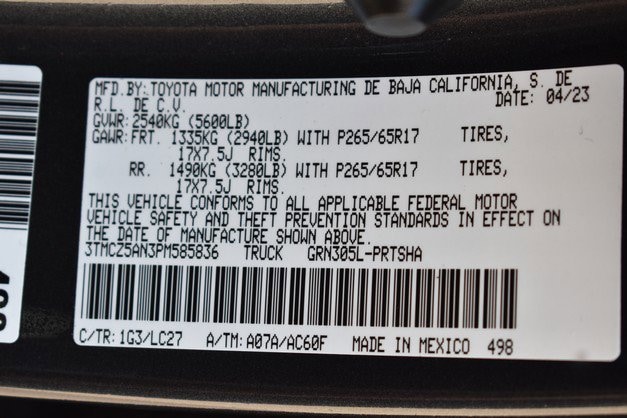 MFD.BY:TOYOTA MOTOR MANUFACTURING DE BAJA CALIFORNIA, S. DE
R.L. DE C.V. DATE: 04/23
GVWR:2540KG (5600LB)
GAWR:FRT. 1335KG (2940LB) WITH P265/65R17 TIRES,
17X7.5J RIMS.
RR. 1490KG (3280LB) WITH P265/65R17 TIRES,
17X7.5J RIMS.
THIS VEHICLE CONFORMS TO ALL APPLICABLE FEDERAL MOTOR
VEHICLE SAFETY AND THEFT PREVENTION STANDARDS IN EFFECT ON
THE DATE OF MANUFACTURE SHOWN ABOVE.
3TMCZ5AN3PM585836 TRUCK GRN305L-PRTSHA
C/TR:1G3/LC27 A/TM:A07A/AC60F MADE IN MEXICO 498